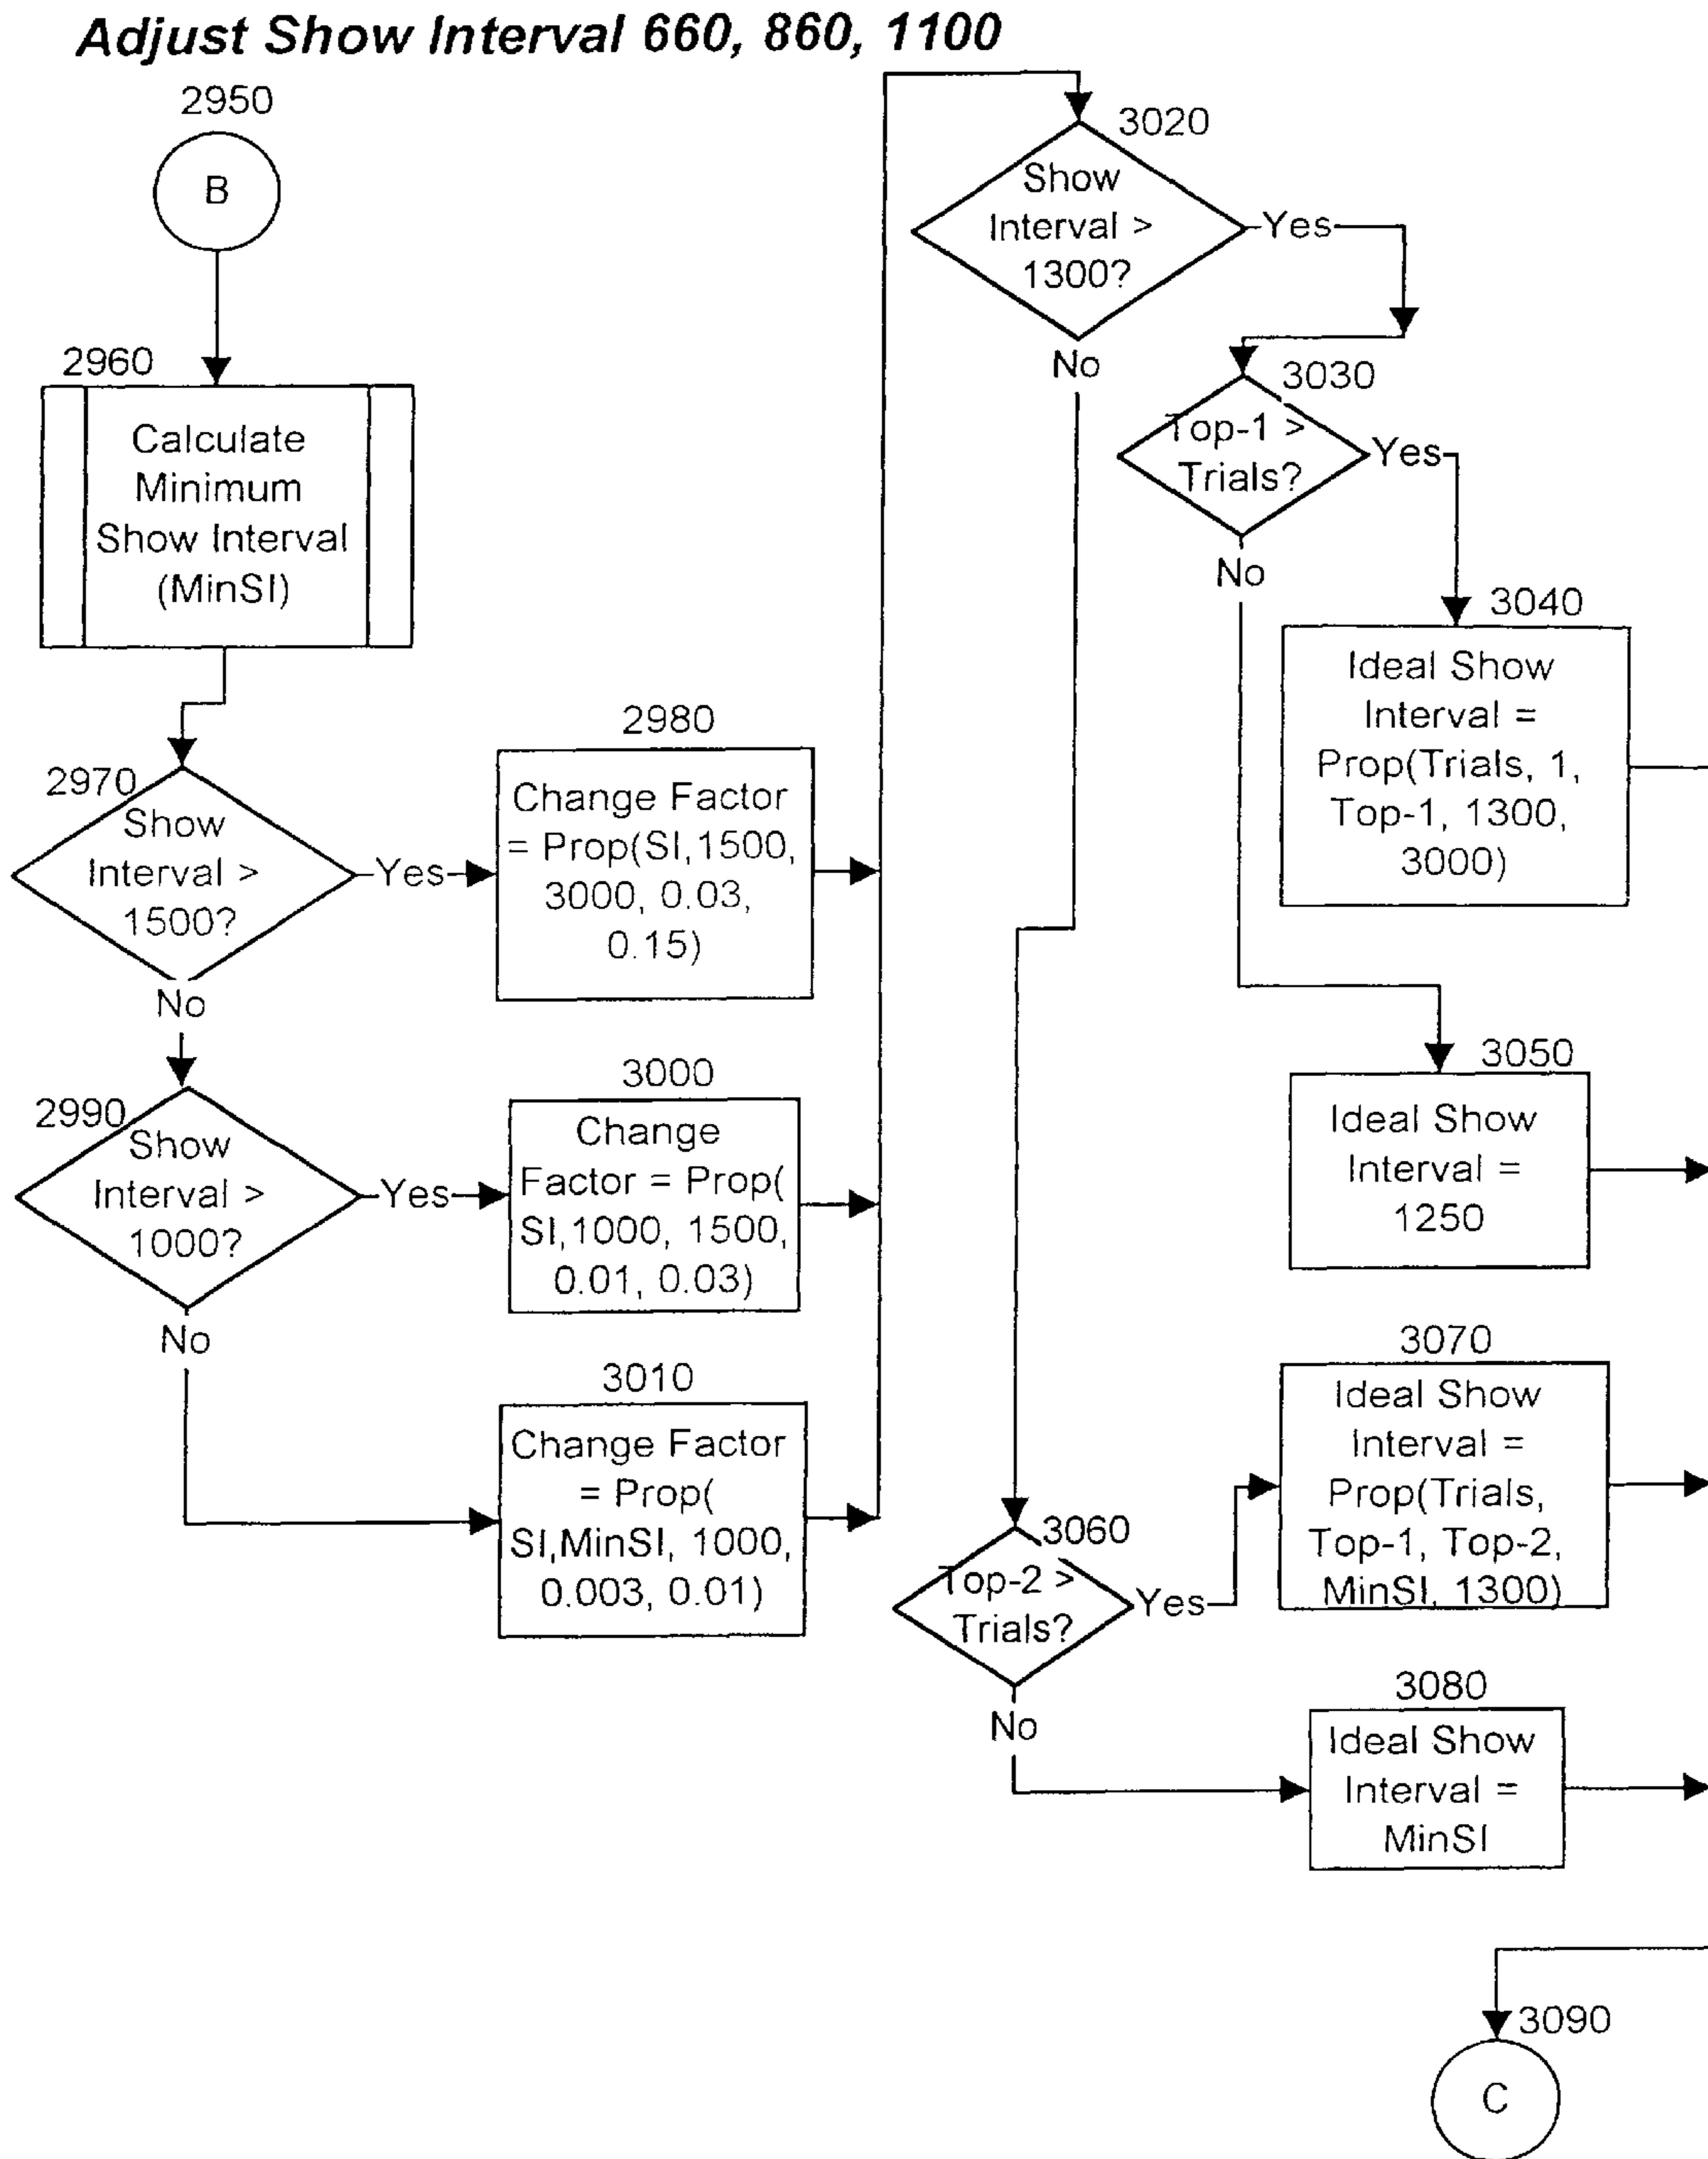 Adjust Show Interval 660, 860, 1100
2950
B
2960
Calculate
Minimum
Show Interval
(MinSI)
2970
Show
Interval >
1500?
Yes
No
2980
Change Factor
= Prop(SI,1500,
3000, 0.03,
0.15)
2990
Show
Interval >
1000?
Yes
No
3000
Change
Factor = Prop(
SI,1000, 1500,
0.01, 0.03)
3010
Change Factor
= Prop(
SI,MinSI, 1000,
0.003, 0.01)
3020
Show
Interval >
1300?
Yes
No
3030
Top-1 >
Trials?
Yes
No
3040
Ideal Show
Interval =
Prop(Trials, 1,
Top-1, 1300,
3000)
3050
Ideal Show
Interval =
1250
3060
Top-2 >
Trials?
Yes
No
3070
Ideal Show
Interval =
Prop(Trials,
Top-1, Top-2,
MinSI, 1300)
3080
Ideal Show
Interval =
MinSI
3090
C